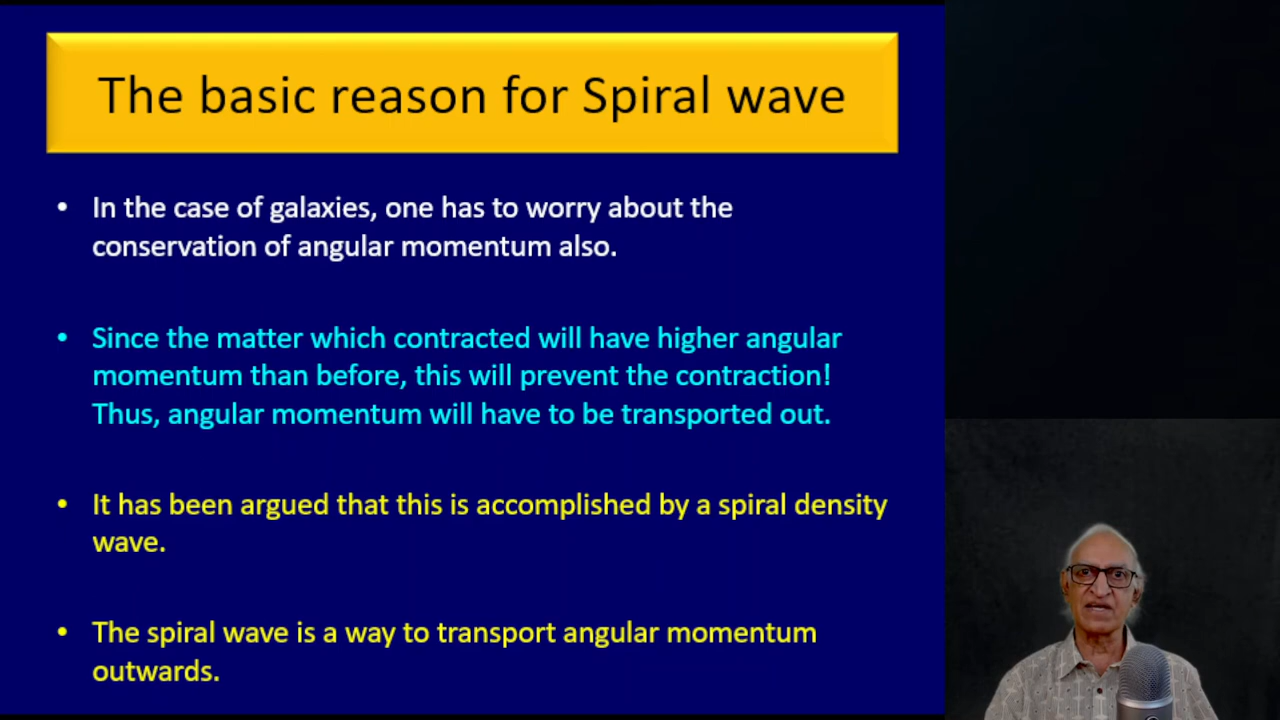 The basic reason for Spiral wave
• In the case of galaxies, one has to worry about the
conservation of angular momentum also.
• Since the matter which contracted will have higher angular
momentum than before, this will prevent the contraction!
Thus, angular momentum will have to be transported out.
• It has been argued that this is accomplished by a spiral density
wave.
• The spiral wave is a way to transport angular momentum
outwards.